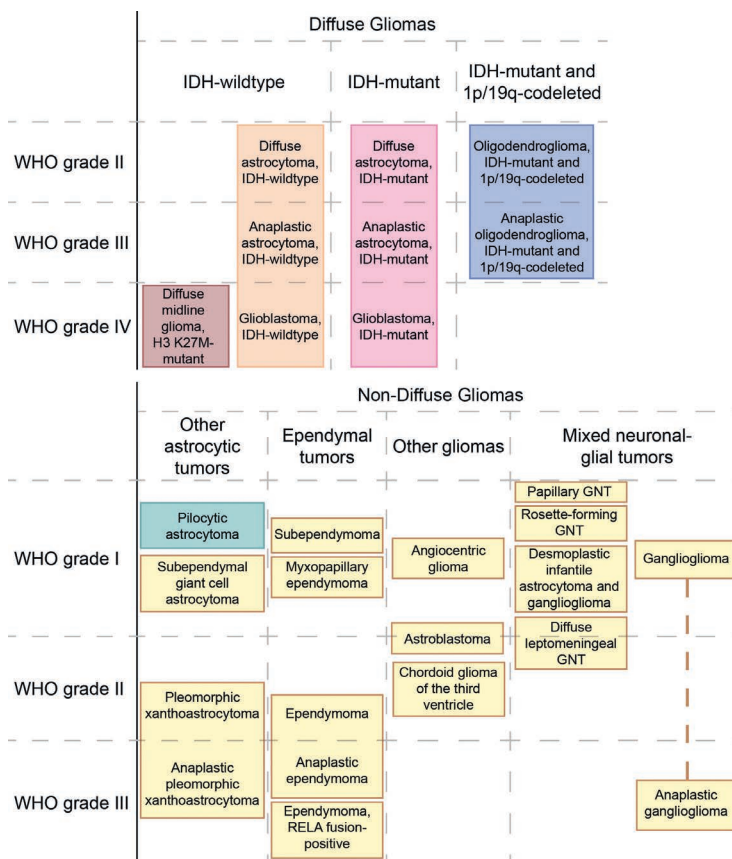 Diffuse Gliomas
IDH-wildtype
IDH-mutant
IDH-mutant and
1p/19q-codeleted
WHO grade II
Diffuse
astrocytoma,
IDH-wildtype
Diffuse
astrocytoma,
IDH-mutant
Oligodendroglioma,
IDH-mutant and
1p/19q-codeleted
WHO grade III
Anaplastic
astrocytoma,
IDH-wildtype
Anaplastic
astrocytoma,
IDH-mutant
Anaplastic
oligodendroglioma,
IDH-mutant and
1p/19q-codeleted
WHO grade IV
Diffuse
midline
glioma,
H3 K27M-
mutant
Glioblastoma,
IDH-wildtype
Glioblastoma,
IDH-mutant
Non-Diffuse Gliomas
Other
astrocytic
tumors
Ependymal
tumors
Other gliomas
Mixed neuronal-
glial tumors
WHO grade I
Pilocytic
astrocytoma
Subependymal
giant cell
astrocytoma
Subependymoma
Myxopapillary
ependymoma
Angiocentric
glioma
Papillary GNT
Rosette-forming
GNT
Desmoplastic
infantile
astrocytoma and
ganglioglioma
Ganglioglioma
Astroblastoma
Diffuse
leptomeningeal
GNT
WHO grade II
Pleomorphic
xanthoastrocytoma
Ependymoma
Chordoid glioma
of the third
ventricle
WHO grade III
Anaplastic
pleomorphic
xanthoastrocytoma
Anaplastic
ependymoma
Ependymoma,
RELA fusion-
positive
Anaplastic
ganglioglioma